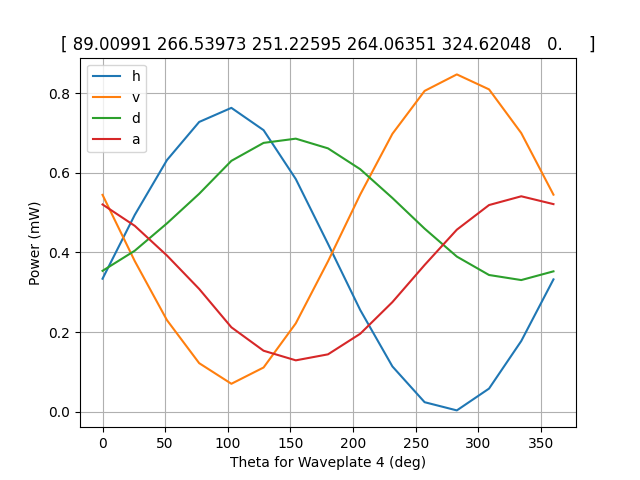 [ 89.00991 266.53973 251.22595 264.06351 324.62048 0. ]
h
v
d
a
Power (mW)
0.8
0.6
0.4
0.2
0.0
0 50 100 150 200 250 300 350
Theta for Waveplate 4 (deg)